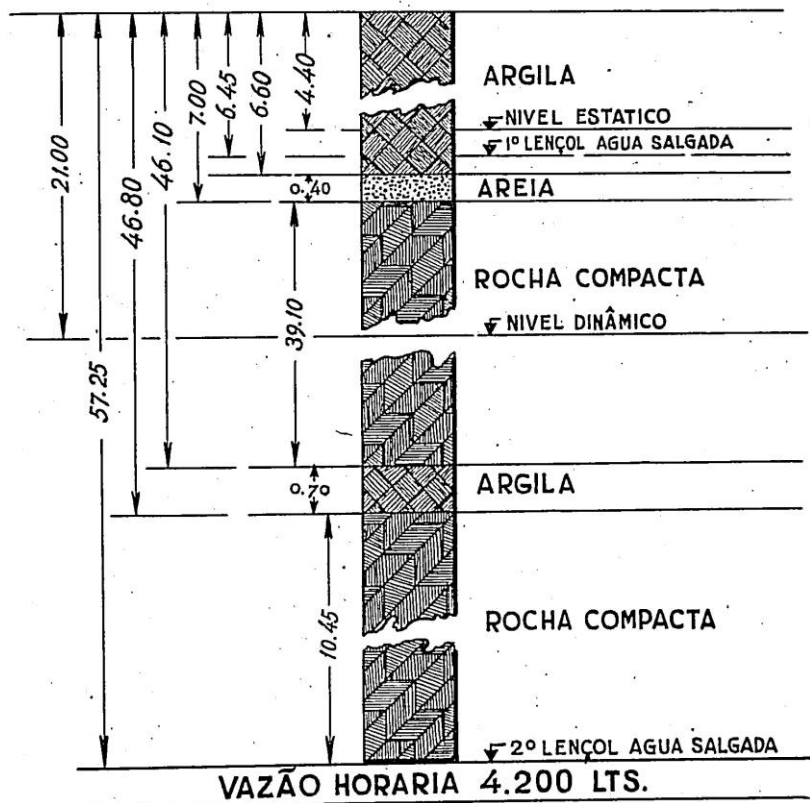 21.00
57.25
46.80
46.10
7.00
6.45
6.60
4.40
ARGILA
NIVEL ESTATICO
1º LENÇOL AGUA SALGADA
0.40
AREIA
39.10
ROCHA COMPACTA
NIVEL DINÂMICO
0.70
ARGILA
10.45
ROCHA COMPACTA
2º LENÇOL AGUA SALGADA
VAZÃO HORARIA 4.200 LTS.